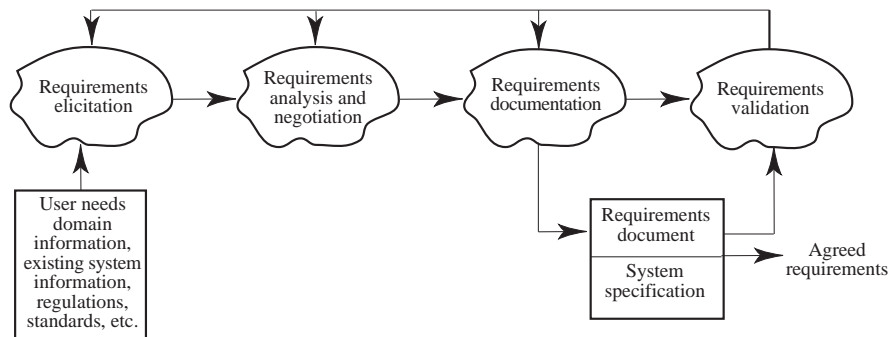 Requirements
elicitation
Requirements
analysis and
negotiation
Requirements
documentation
Requirements
validation
User needs
domain
information,
existing system
information,
regulations,
standards, etc.
Requirements
document
System
specification
Agreed
requirements